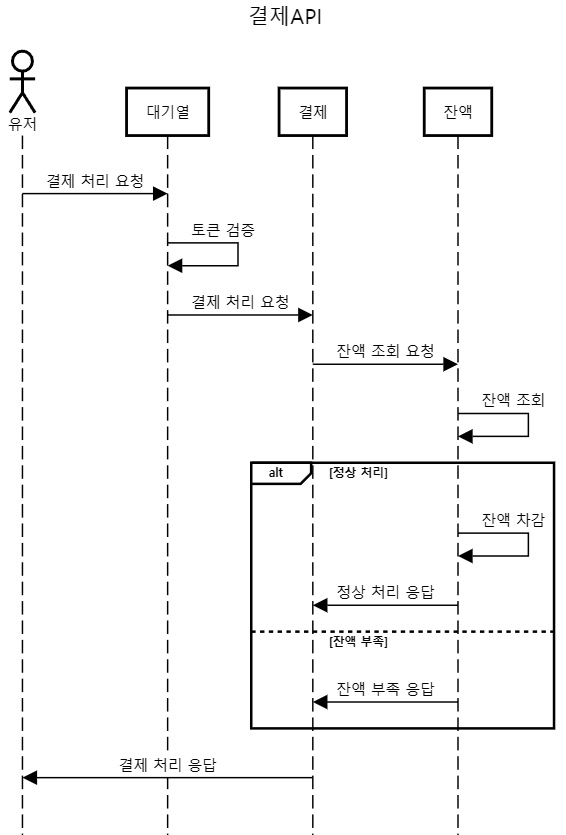 결제API
유저
대기열
결제
잔액
결제 처리 요청
토큰 검증
결제 처리 요청
잔액 조회 요청
잔액 조회
alt
[정상 처리]
잔액 차감
정상 처리 응답
[잔액 부족]
잔액 부족 응답
결제 처리 응답